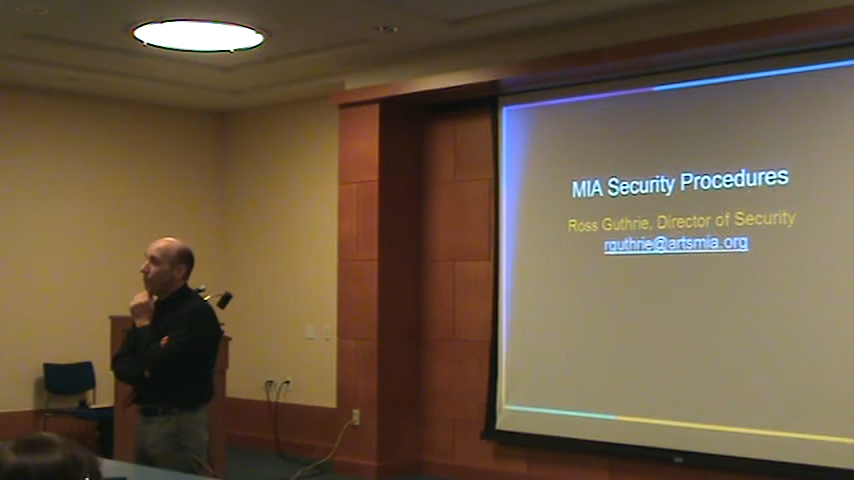 MIA Security Procedures
Ross Guthrie, Director of Security
rguthrie@artsmia.org